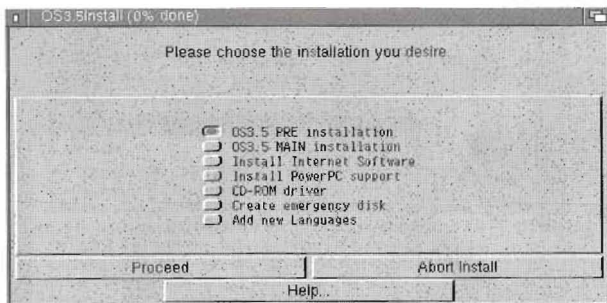 OS3.5Install (0% done)
Please choose the installation you desire
OS3.5 PRE installation
OS3.5 MAIN installation
Install Internet Software
Install PowerPC support
CD-ROM driver
Create emergency disk
Add new Languages
Proceed
Abort Install
Help...